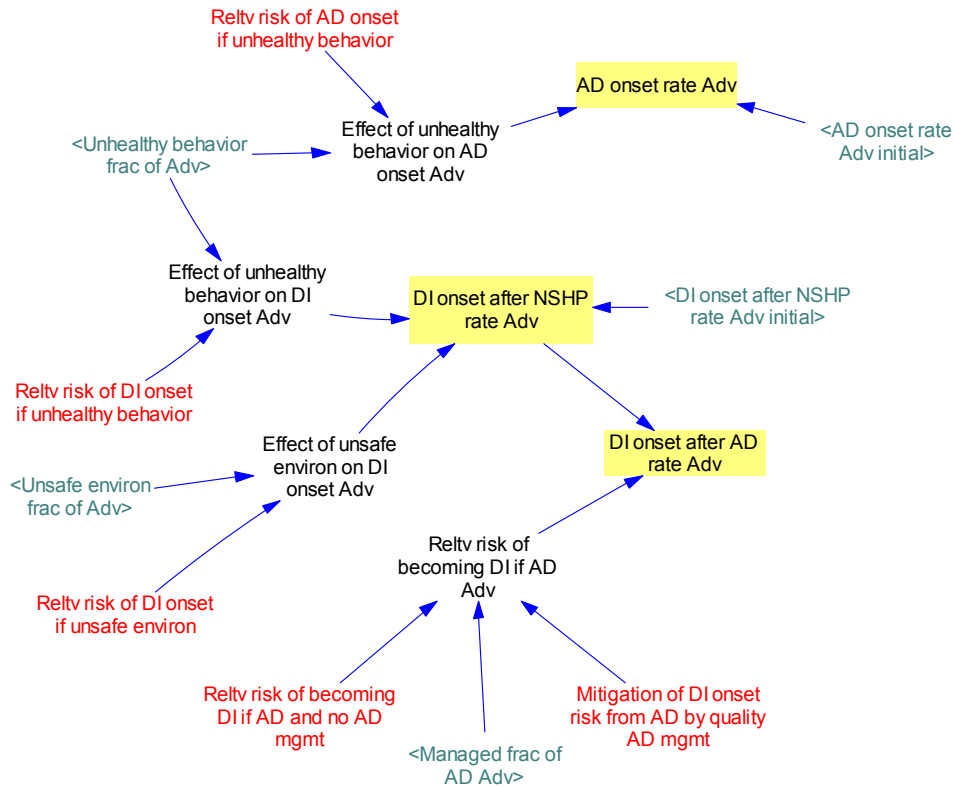 Reltv risk of AD onset
if unhealthy behavior
AD onset rate Adv
<Unhealthy behavior
frac of Adv>
Effect of unhealthy
behavior on AD
onset Adv
<AD onset rate
Adv initial>
Effect of unhealthy
behavior on DI
onset Adv
DI onset after NSHP
rate Adv
<DI onset after NSHP
rate Adv initial>
Reltv risk of DI onset
if unhealthy behavior
Effect of unsafe
environ on DI
onset Adv
DI onset after AD
rate Adv
<Unsafe environ
frac of Adv>
Reltv risk of
becoming DI if AD
Adv
Reltv risk of DI onset
if unsafe environ
Reltv risk of becoming
DI if AD and no AD
mgmt
<Managed frac of
AD Adv>
Mitigation of DI onset
risk from AD by quality
AD mgmt